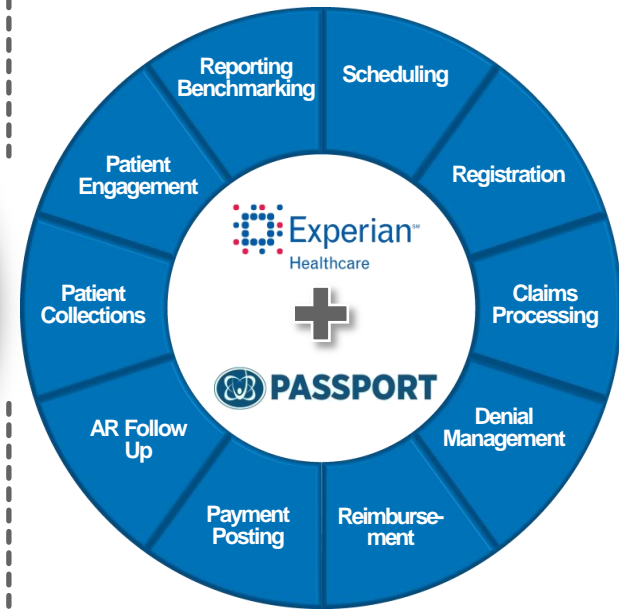 Reporting
Benchmarking
Scheduling
Patient
Engagement
Registration
Experian℠
Healthcare
Patient
Collections
Claims
Processing
PASSPORT
AR Follow
Up
Denial
Management
Payment
Posting
Reimburse-
ment